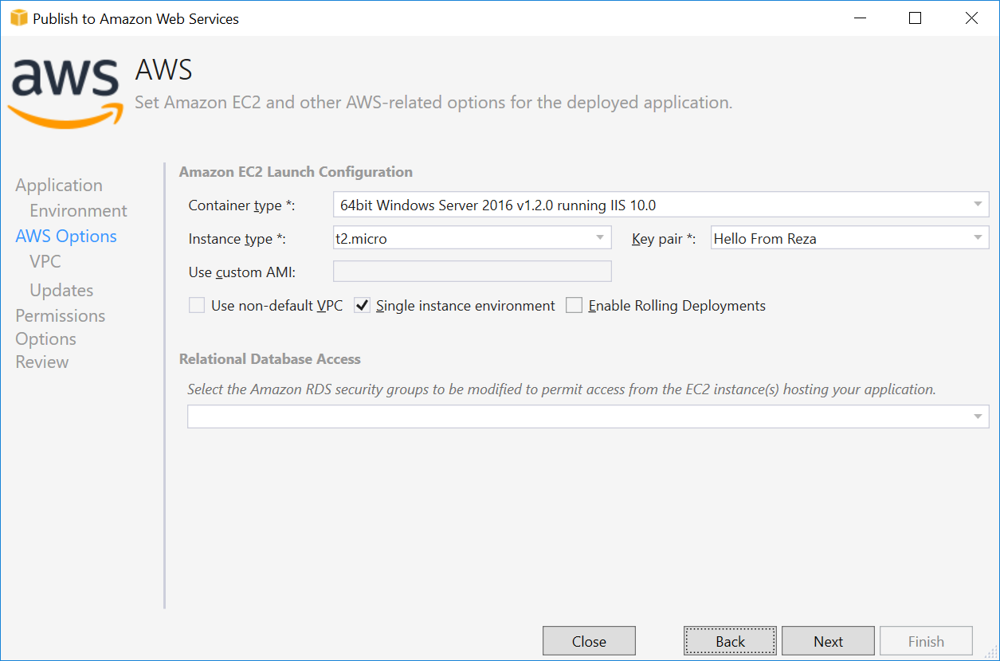 Publish to Amazon Web Services
aws
AWS
Set Amazon EC2 and other AWS-related options for the deployed application.
Application
Environment
AWS Options
VPC
Updates
Permissions
Options
Review
Amazon EC2 Launch Configuration
Container type *: 64bit Windows Server 2016 v1.2.0 running IIS 10.0
Instance type *: t2.micro Key pair *: Hello From Reza
Use custom AMI:
Use non-default VPC Single instance environment Enable Rolling Deployments
Relational Database Access
Select the Amazon RDS security groups to be modified to permit access from the EC2 instance(s) hosting your application.
Close Back Next Finish